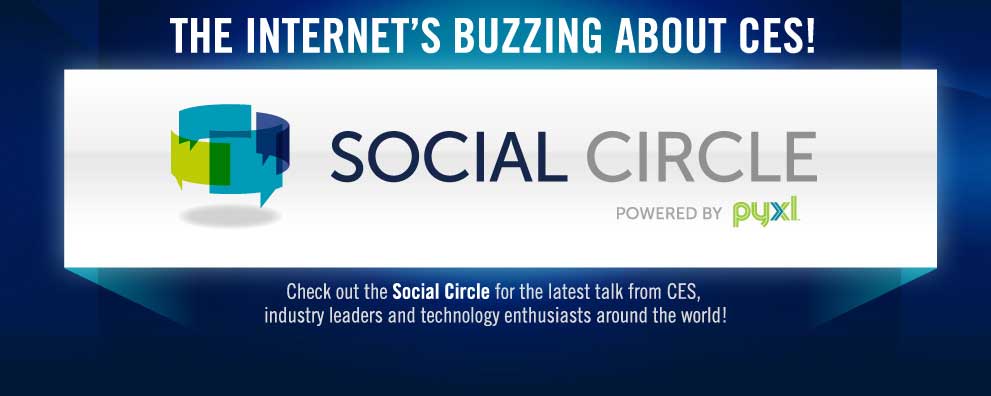 THE INTERNET'S BUZZING ABOUT CES!
SOCIAL CIRCLE
POWERED BY pyxl
Check out the Social Circle for the latest talk from CES,
industry leaders and technology enthusiasts around the world!